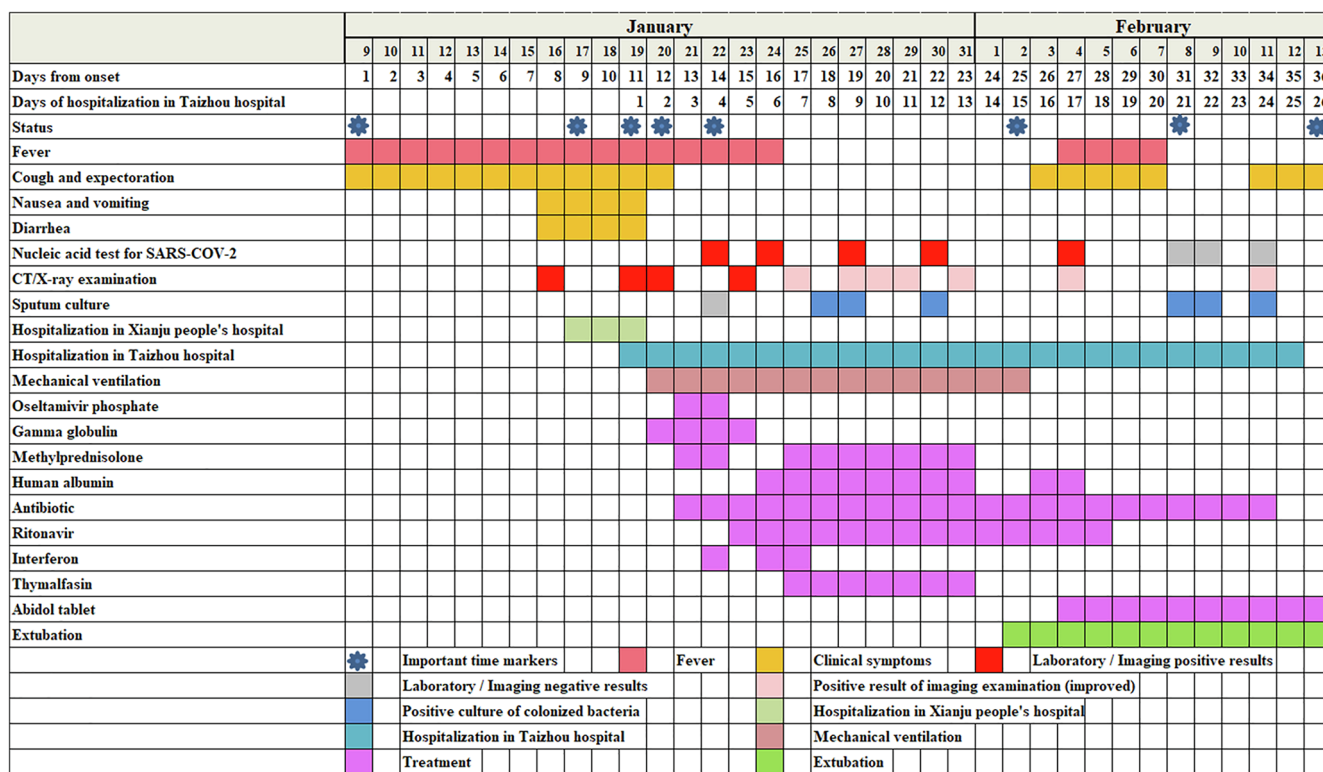 January February
9 10 11 12 13 14 15 16 17 18 19 20 21 22 23 24 25 26 27 28 29 30 31 1 2 3 4 5 6 7 8 9 10 11 12
Days from onset 1 2 3 4 5 6 7 8 9 10 11 12 13 14 15 16 17 18 19 20 21 22 23 24 25 26 27 28 29 30 31 32 33 34 35 36
Days of hospitalization in Taizhou hospital 1 2 3 4 5 6 7 8 9 10 11 12 13 14 15 16 17 18 19 20 21 22 23 24 25 26
Status
Fever
Cough and expectoration
Nausea and vomiting
Diarrhea
Nucleic acid test for SARS-COV-2
CT/X-ray examination
Sputum culture
Hospitalization in Xianju people's hospital
Hospitalization in Taizhou hospital
Mechanical ventilation
Oseltamivir phosphate
Gamma globulin
Methylprednisolone
Human albumin
Antibiotic
Ritonavir
Interferon
Thymalfasin
Abidol tablet
Extubation
Important time markers Fever Clinical symptoms Laboratory / Imaging positive results
Laboratory / Imaging negative results Positive result of imaging examination (improved)
Positive culture of colonized bacteria Hospitalization in Xianju people's hospital
Hospitalization in Taizhou hospital Mechanical ventilation
Treatment Extubation